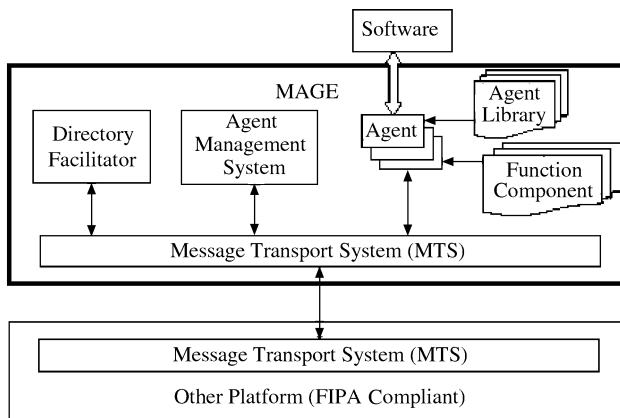 Software
MAGE
Directory
Facilitator
Agent
Management
System
Agent
Agent
Library
Function
Component
Message Transport System (MTS)
Message Transport System (MTS)
Other Platform (FIPA Compliant)